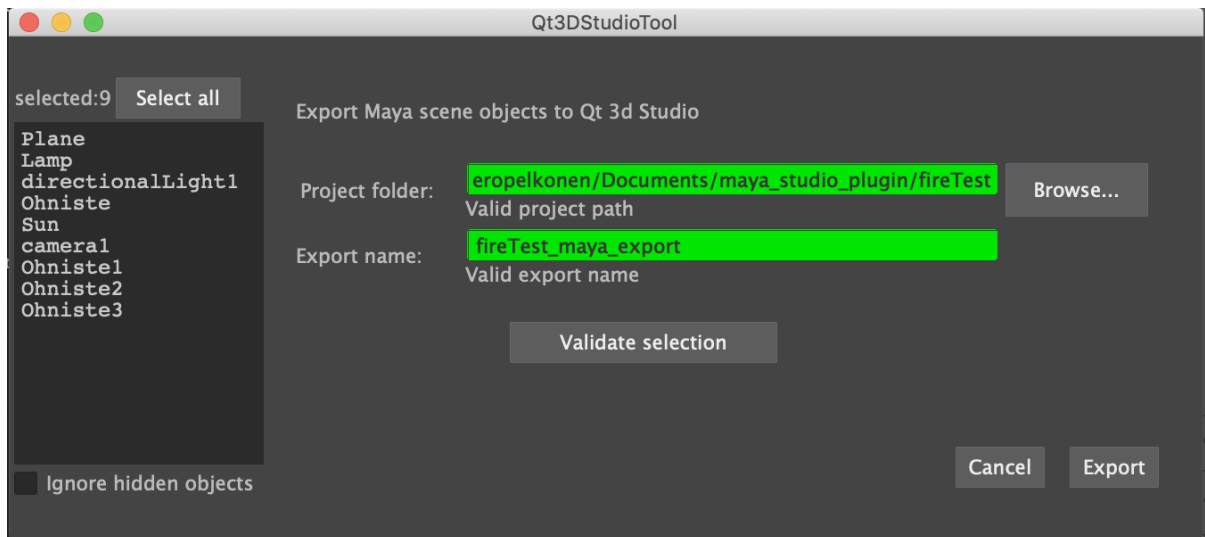 Qt3DStudioTool
selected:9 Select all
Plane
Lamp
directionalLight1
Ohniste
Sun
camera1
Ohniste1
Ohniste2
Ohniste3
Ignore hidden objects
Export Maya scene objects to Qt 3d Studio
Project folder: eropelkonen/Documents/maya_studio_plugin/fireTest Browse...
Valid project path
Export name: fireTest_maya_export
Valid export name
Validate selection
Cancel Export